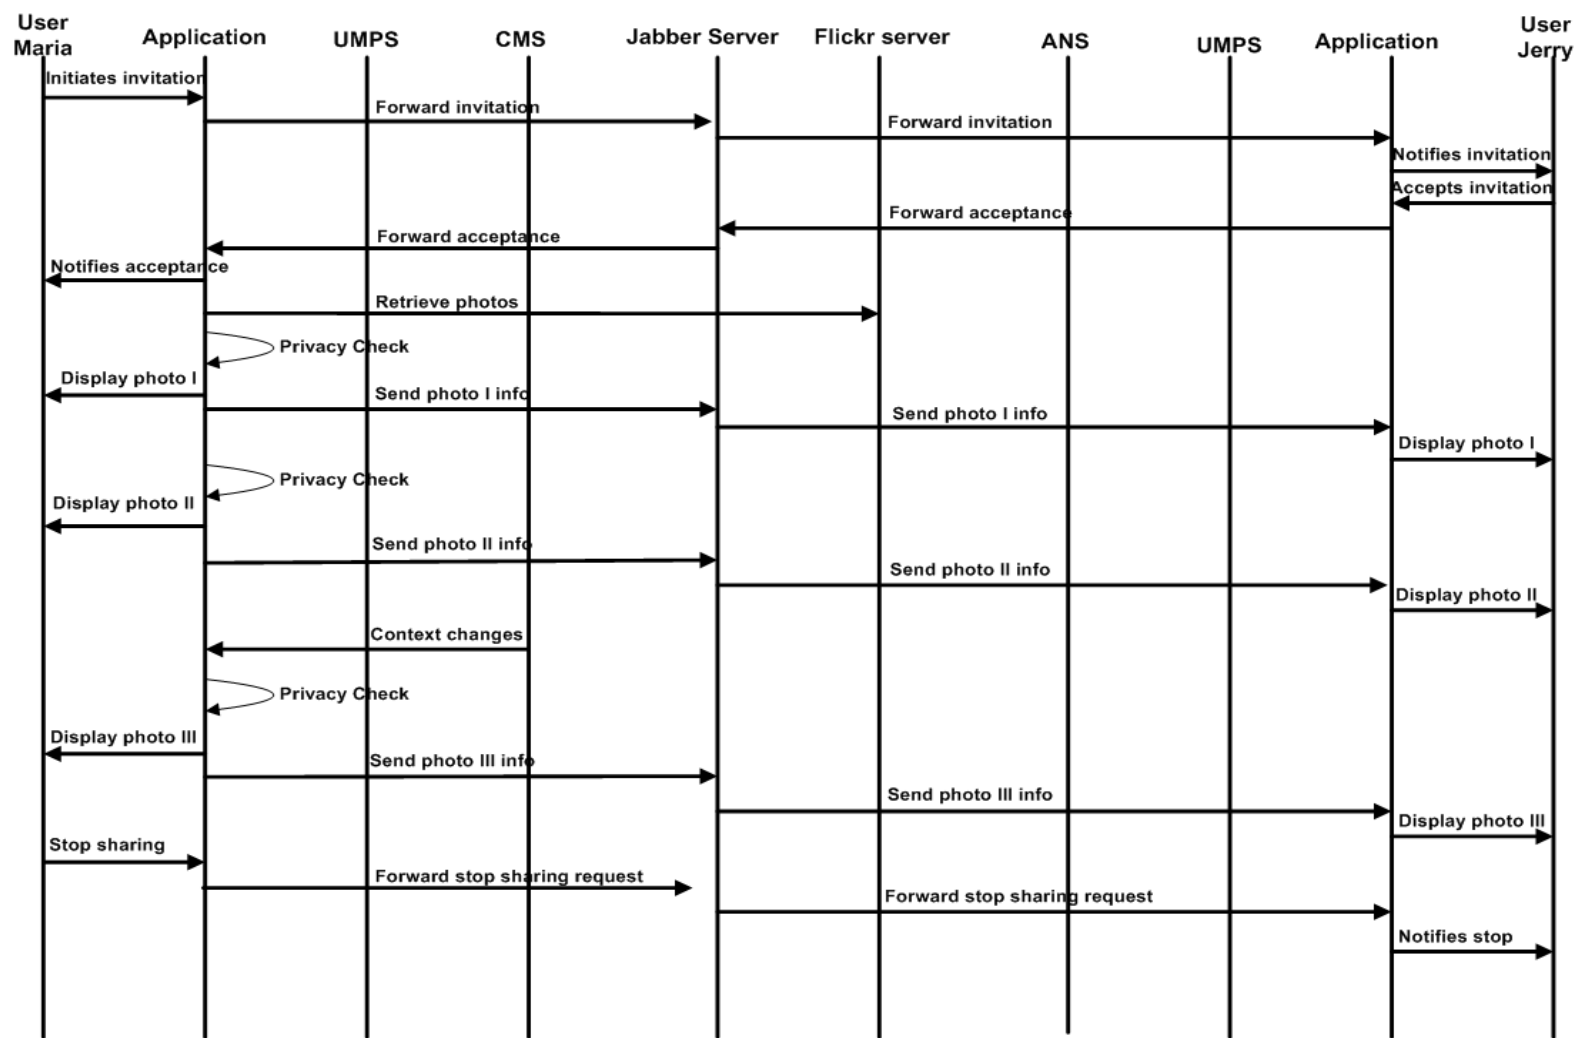 User
Maria
Application
UMPS
CMS
Jabber Server
Flickr server
ANS
UMPS
Application
User
Jerry
Initiates invitation
Forward invitation
Forward invitation
Notifies invitation
Accepts invitation
Forward acceptance
Forward acceptance
Notifies acceptance
Retrieve photos
Privacy Check
Display photo I
Send photo I info
Send photo I info
Display photo I
Privacy Check
Display photo II
Send photo II info
Send photo II info
Display photo II
Context changes
Privacy Check
Display photo III
Send photo III info
Send photo III info
Display photo III
Stop sharing
Forward stop sharing request
Forward stop sharing request
Notifies stop